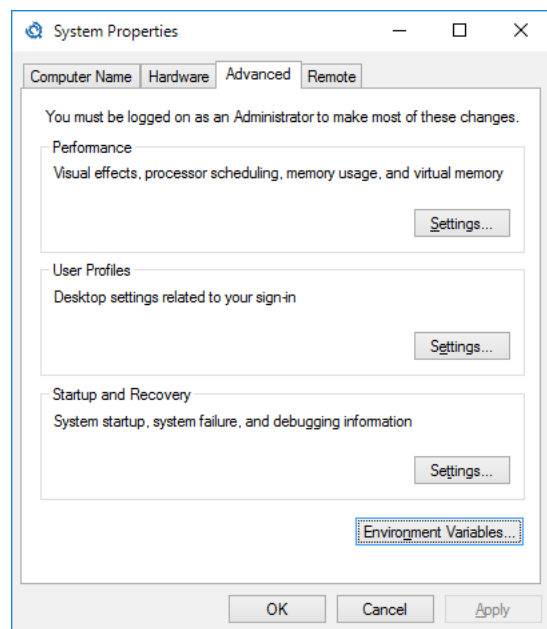 System Properties
Computer Name Hardware Advanced Remote
You must be logged on as an Administrator to make most of these changes.
Performance
Visual effects, processor scheduling, memory usage, and virtual memory
Settings...
User Profiles
Desktop settings related to your sign-in
Settings...
Startup and Recovery
System startup, system failure, and debugging information
Settings...
Environment Variables...
OK Cancel Apply